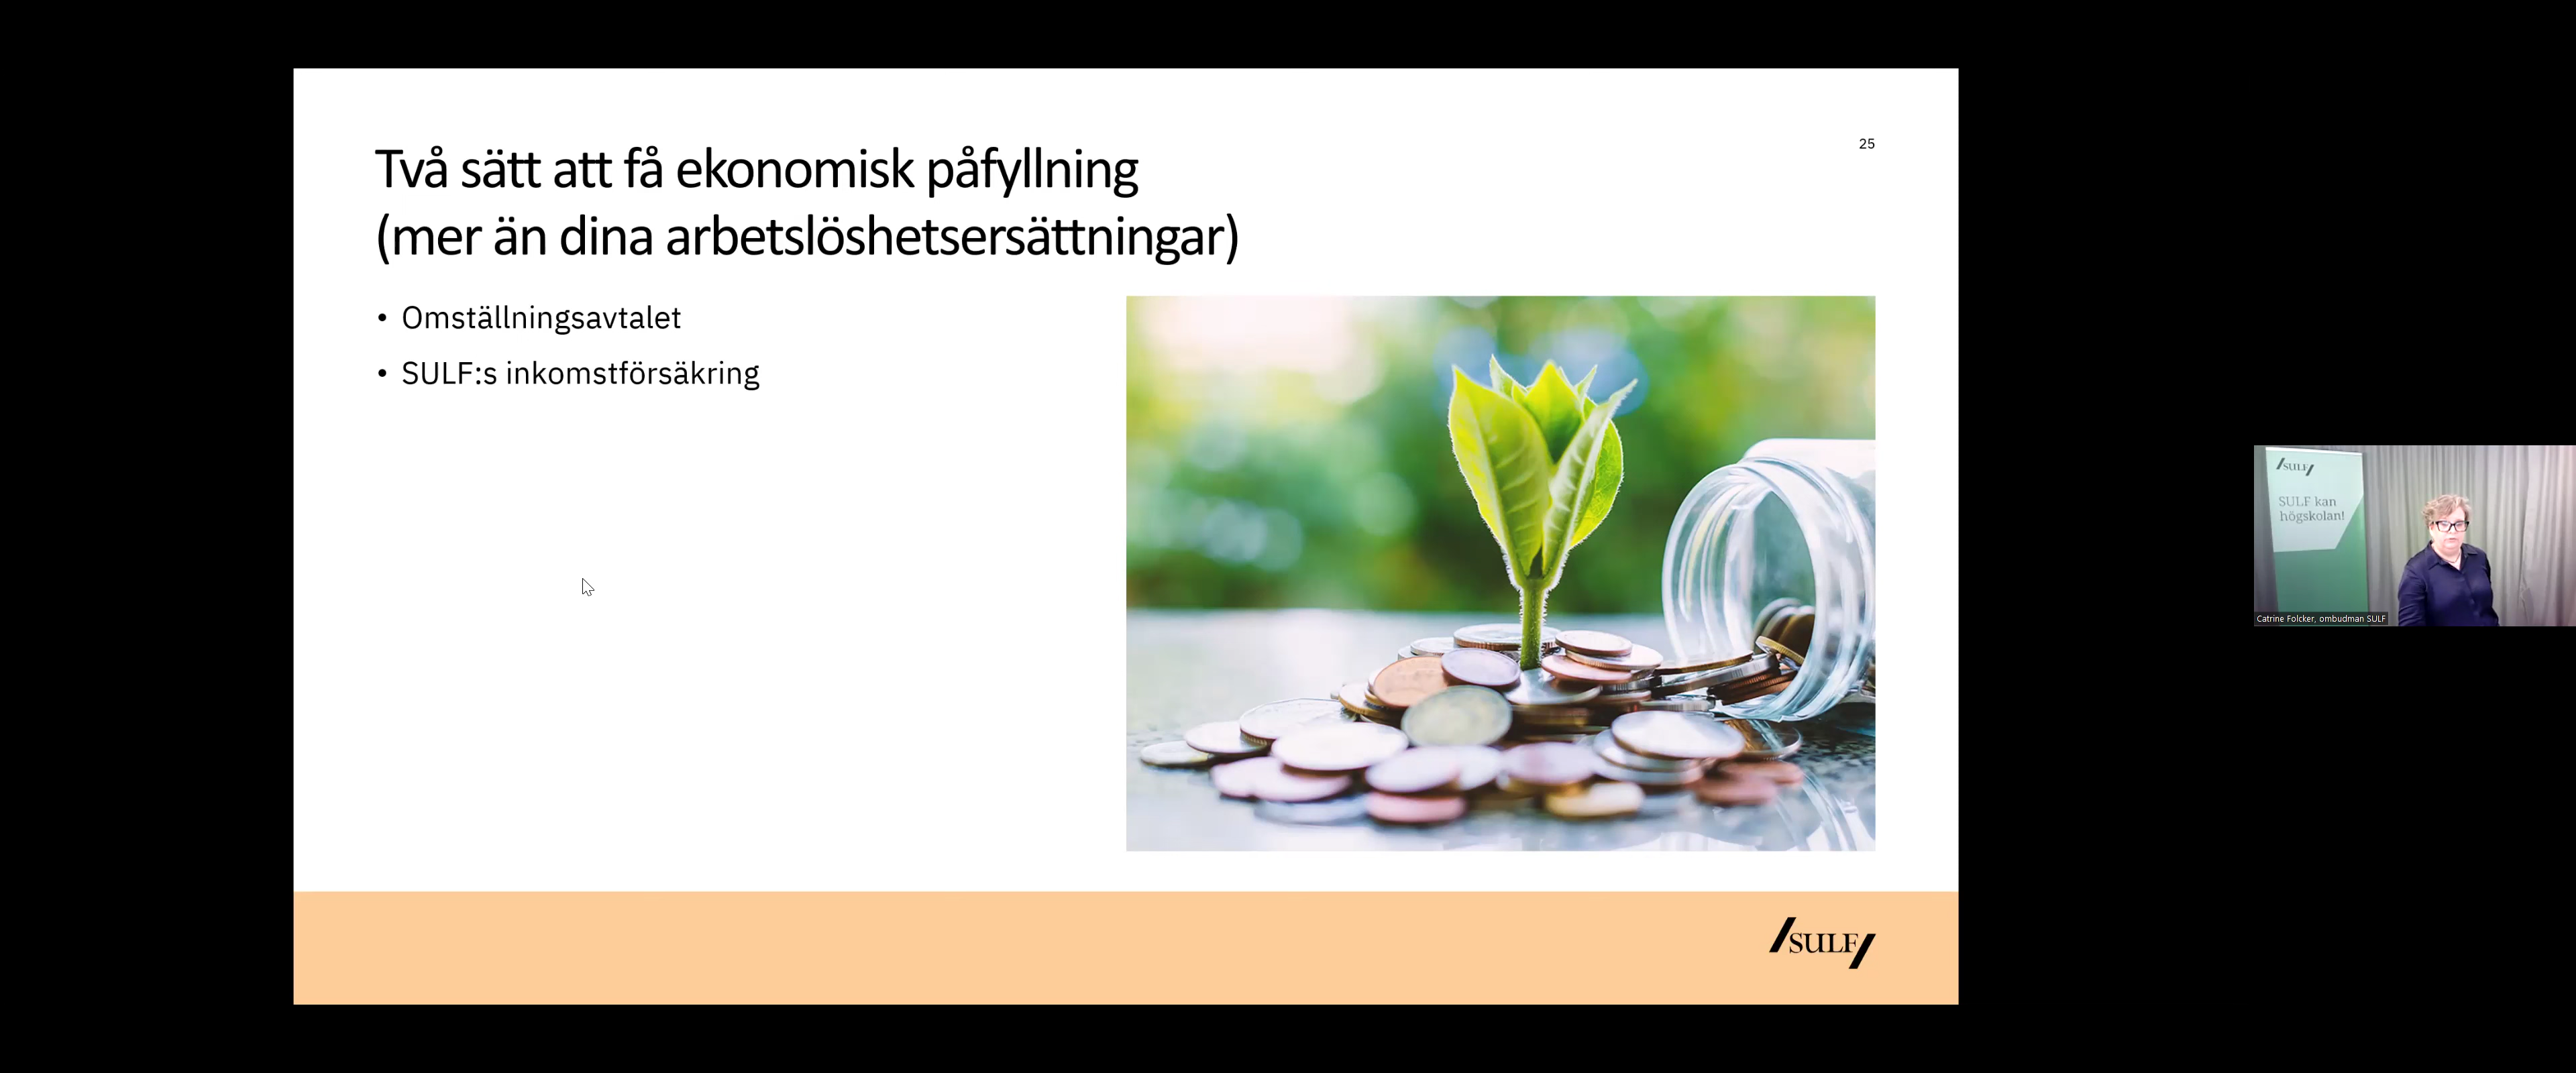 25
Två sätt att få ekonomisk påfyllning
(mer än dina arbetslöshetsersättningar)
• Omställningsavtalet
• SULF:s inkomstförsäkring
/SULF/
/SULF/
SULF kan
högskolan!
Catrine Folcker, ombudman SULF